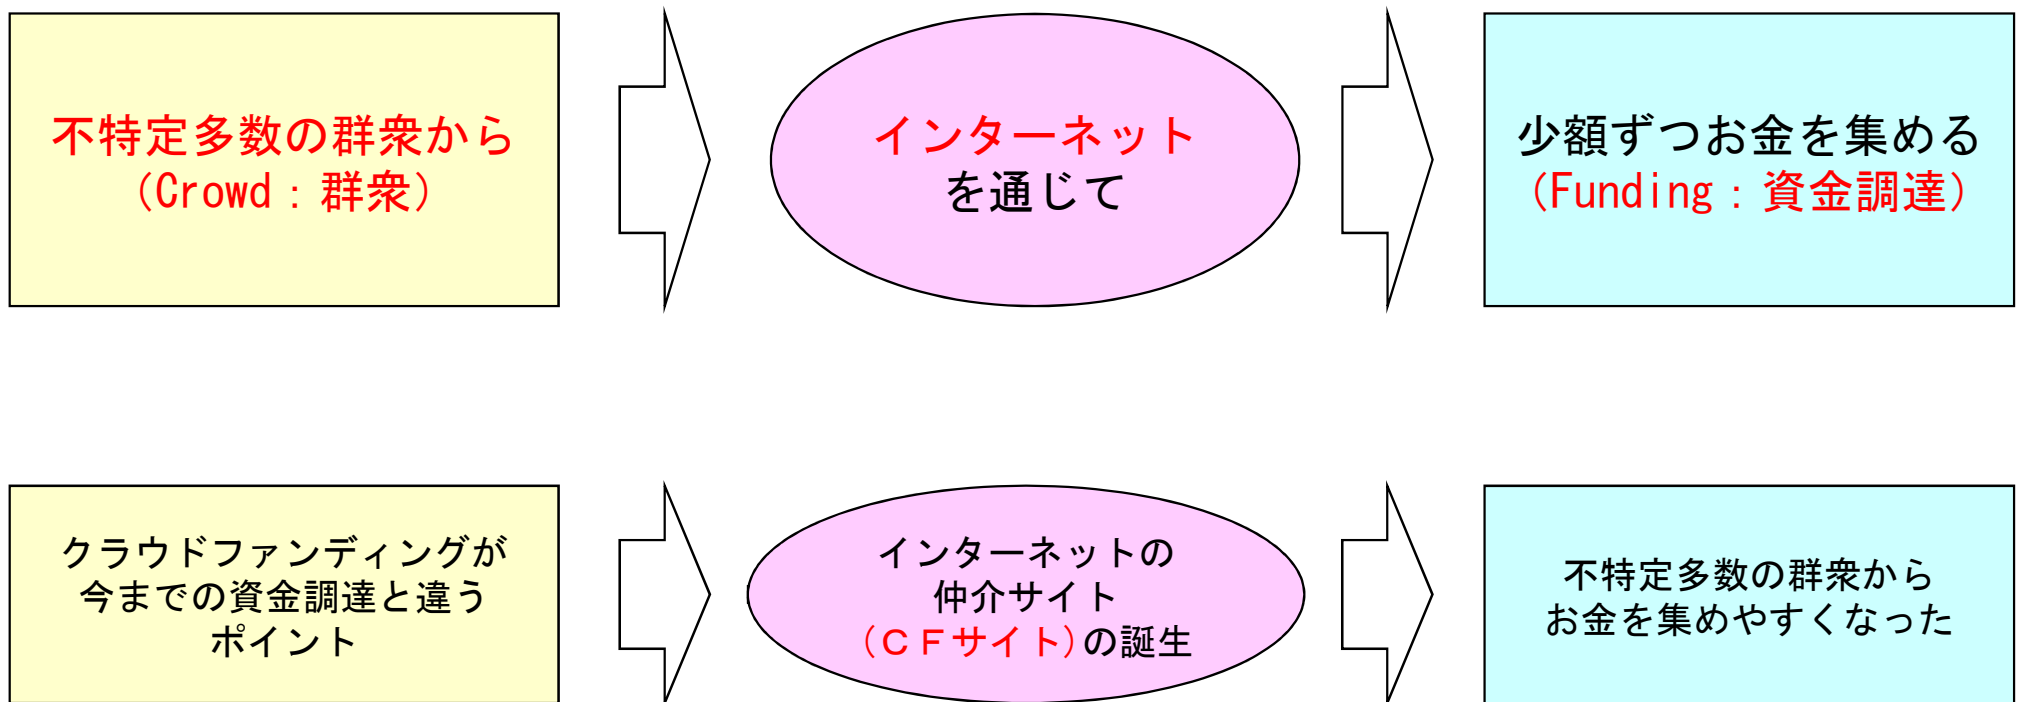 不特定多数の群衆から
(Crowd：群衆)
インターネット
を通じて
少額ずつお金を集める
(Funding：資金調達)
クラウドファンディングが
今までの資金調達と違う
ポイント
インターネットの
仲介サイト
(ＣＦサイト)の誕生
不特定多数の群衆から
お金を集めやすくなった